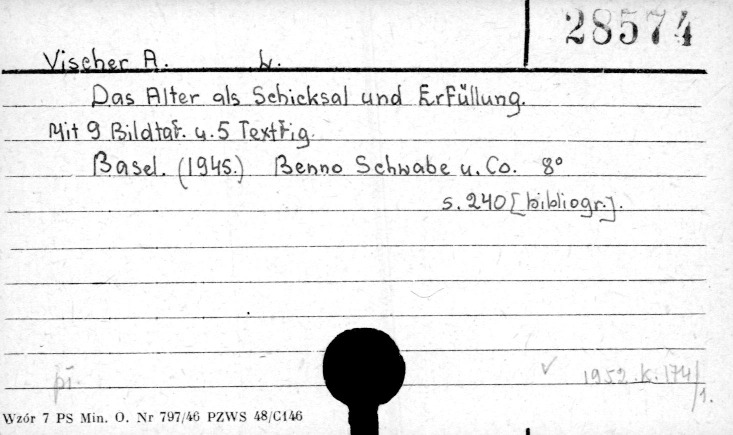 28574
Vischer A. L.
Das Alter als Schicksal und Erfüllung.
Mit 9 Bildtaf. u. 5 Textfig.
Basel. (1945.) Benno Schwabe u. Co. 8°
s. 240 [bibliogr.].
pi.
✓ 1952.K.174/1.
Wzór 7 PS Min. O. Nr 797/46 PZWS 48/C146